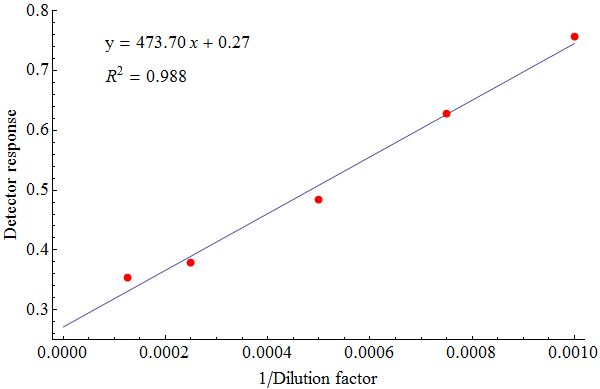 0.8
y = 473.70 x + 0.27
R² = 0.988
0.7
0.6
0.5
0.4
0.3
Detector response
0.0000 0.0002 0.0004 0.0006 0.0008 0.0010
1/Dilution factor